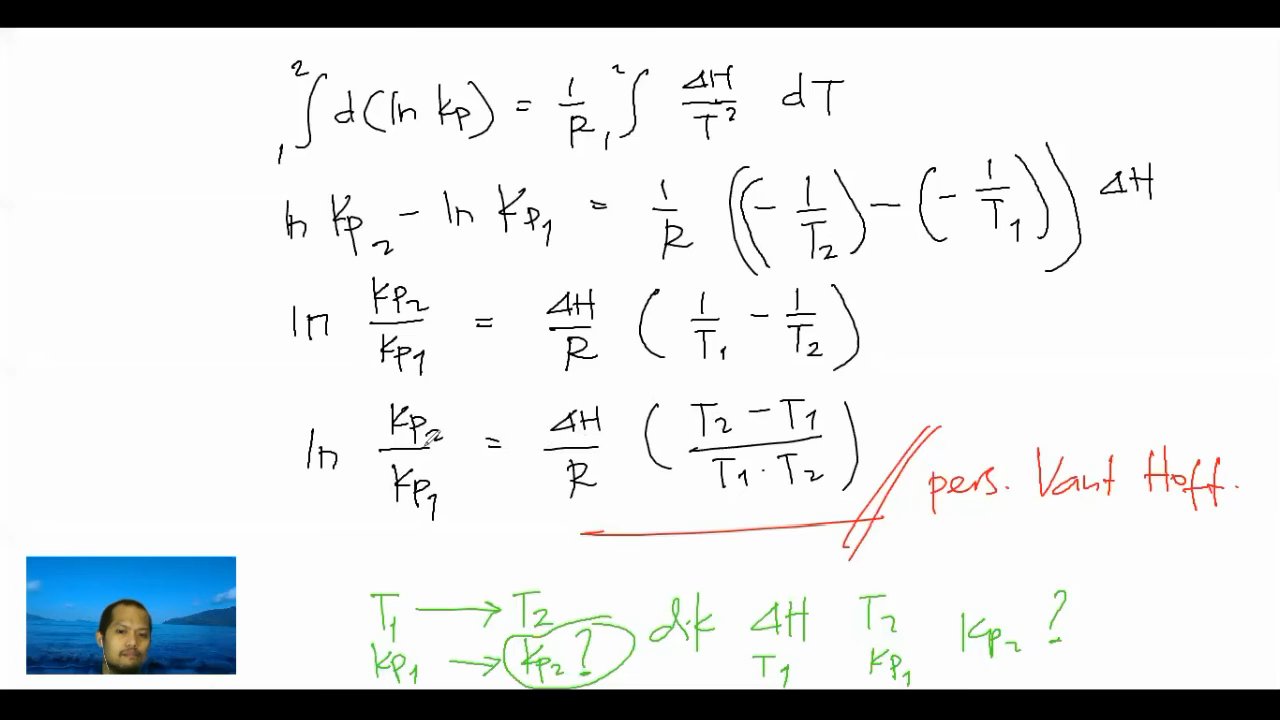 ₁∫² d(ln Kp) = 1/R ₁∫² ΔH/T² dT
ln Kp₂ − ln Kp₁ = 1/R ((− 1/T₂) − (− 1/T₁)) ΔH
ln Kp₂/Kp₁ = ΔH/R (1/T₁ − 1/T₂)
ln Kp₂/Kp₁ = ΔH/R ((T₂ − T₁)/(T₁ · T₂))
pers. Vant Hoff.
T₁ → T₂ dik ΔH T₂ Kp₂ ?
Kp₁ → Kp₂ ? T₁ Kp₁